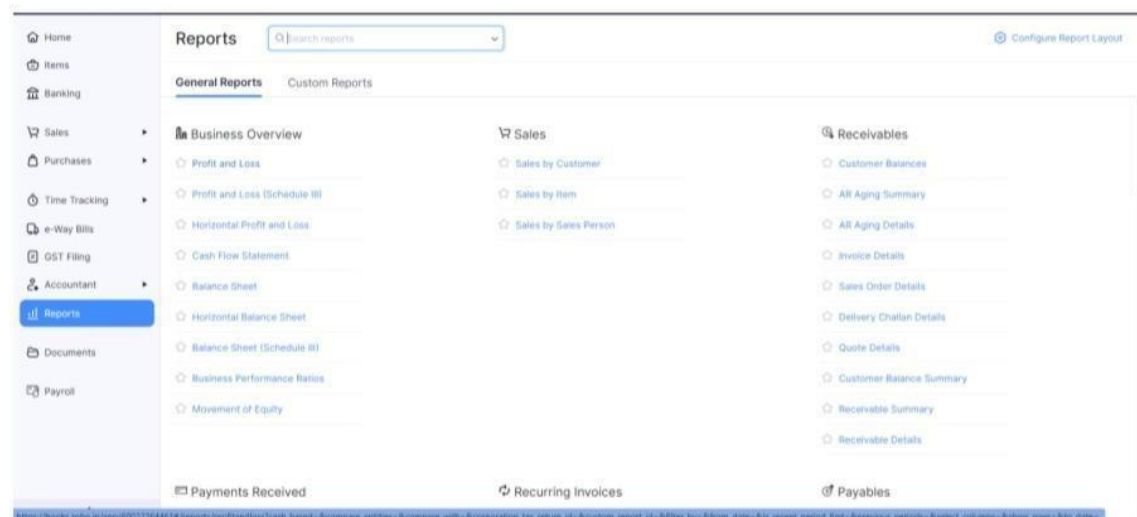 Home
Items
Banking
Sales
Purchases
Time Tracking
e-Way Bills
GST Filing
Accountant
Reports
Documents
Payroll
Reports
Search reports
Configure Report Layout
General Reports
Custom Reports
Business Overview
Profit and Loss
Profit and Loss (Schedule III)
Horizontal Profit and Loss
Cash Flow Statement
Balance Sheet
Horizontal Balance Sheet
Balance Sheet (Schedule III)
Business Performance Ratios
Movement of Equity
Sales
Sales by Customer
Sales by Item
Sales by Sales Person
Receivables
Customer Balances
AR Aging Summary
AR Aging Details
Invoice Details
Sales Order Details
Delivery Challan Details
Quote Details
Customer Balance Summary
Receivable Summary
Receivable Details
Payments Received
Recurring Invoices
Payables